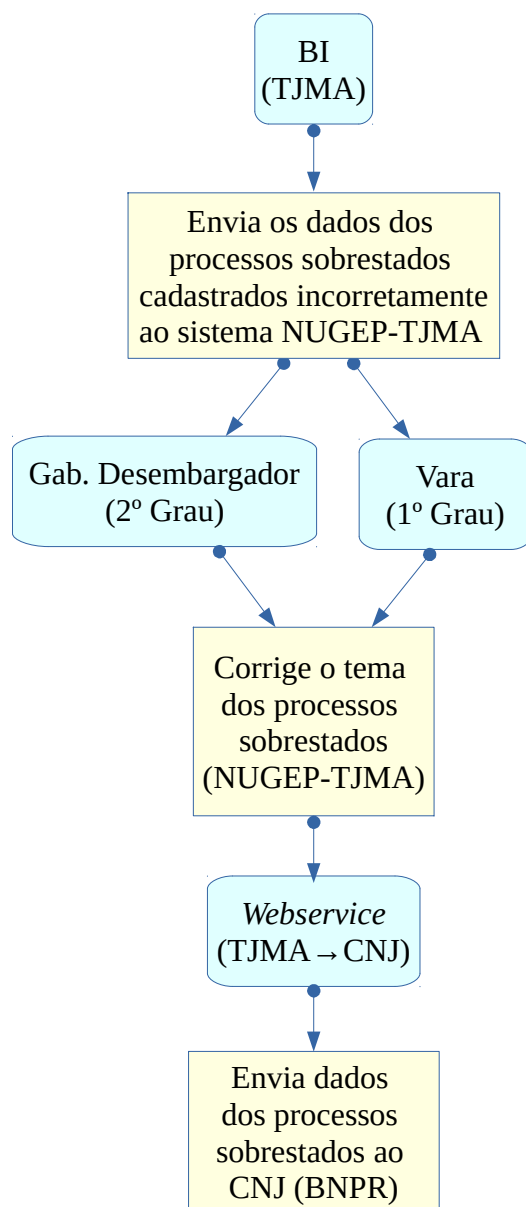 BI
(TJMA)
Envia os dados dos
processos sobrestados
cadastrados incorretamente
ao sistema NUGEP-TJMA
Gab. Desembargador
(2º Grau)
Vara
(1º Grau)
Corrige o tema
dos processos
sobrestados
(NUGEP-TJMA)
Webservice
(TJMA→CNJ)
Envia dados
dos processos
sobrestados ao
CNJ (BNPR)